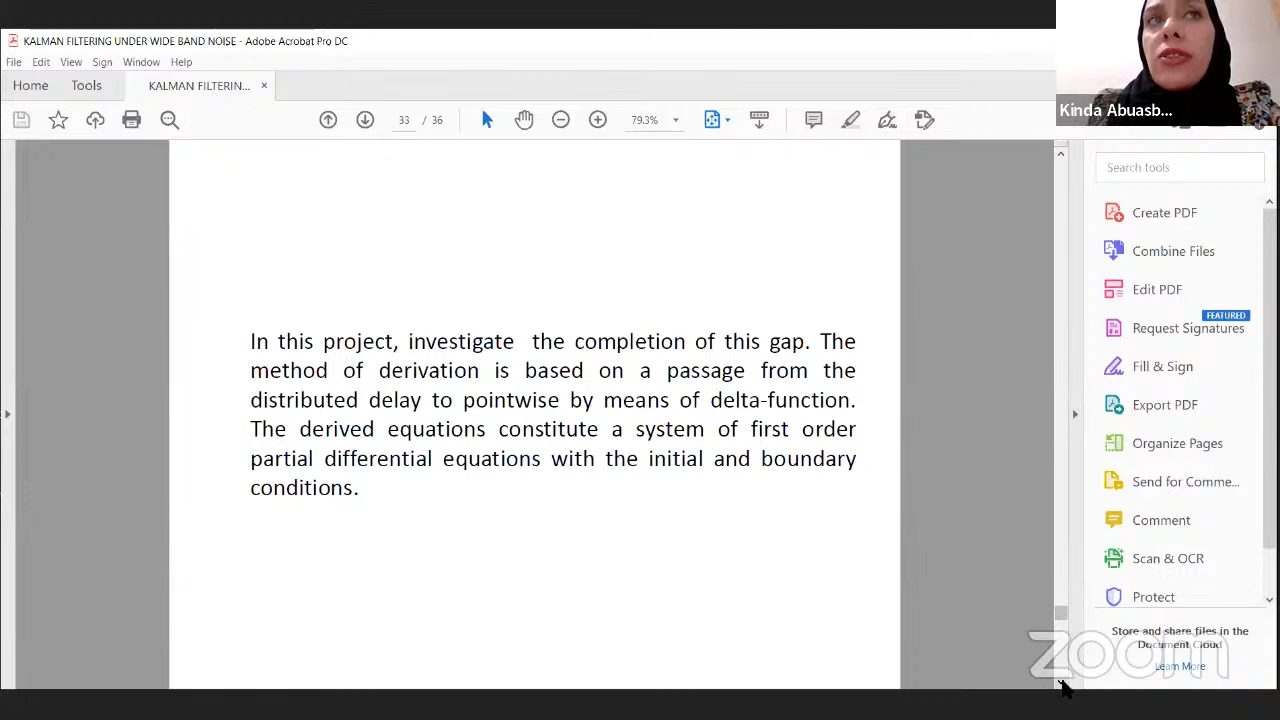 KALMAN FILTERING UNDER WIDE BAND NOISE - Adobe Acrobat Pro DC
File Edit View Sign Window Help
Home Tools KALMAN FILTERIN... ×
33 / 36 79.3%
Kinda Abuasb...
Search tools
Create PDF
Combine Files
Edit PDF
FEATURED
Request Signatures
Fill & Sign
Export PDF
Organize Pages
Send for Comme...
Comment
Scan & OCR
Protect
In this project, investigate the completion of this gap. The
method of derivation is based on a passage from the
distributed delay to pointwise by means of delta-function.
The derived equations constitute a system of first order
partial differential equations with the initial and boundary
conditions.
Store and share files in the
Document Cloud
Learn More
zoom